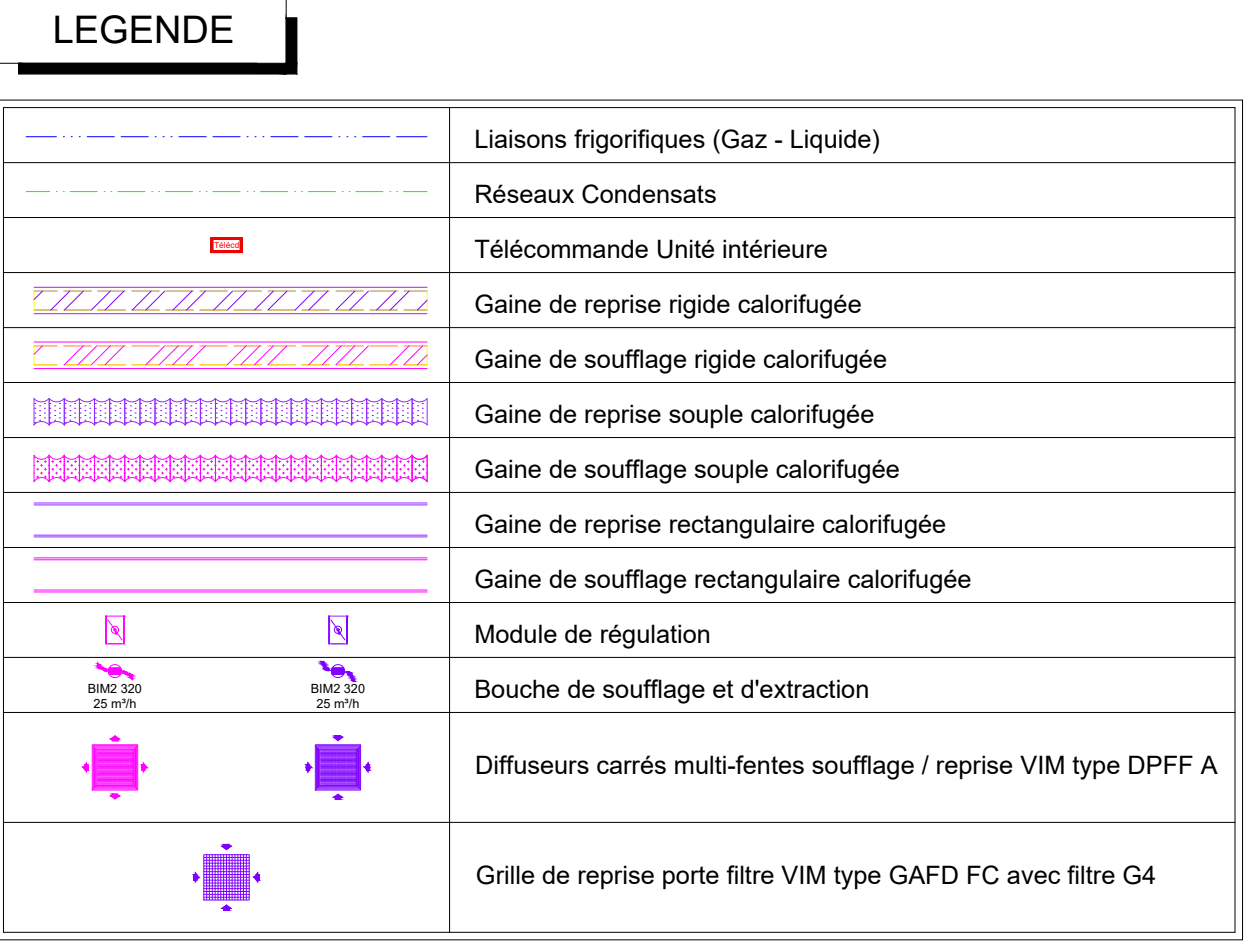 LEGENDE
Liaisons frigorifiques (Gaz - Liquide)
Réseaux Condensats
Télécd
Télécommande Unité intérieure
Gaine de reprise rigide calorifugée
Gaine de soufflage rigide calorifugée
Gaine de reprise souple calorifugée
Gaine de soufflage souple calorifugée
Gaine de reprise rectangulaire calorifugée
Gaine de soufflage rectangulaire calorifugée
Module de régulation
BIM2 320
25 m³/h
BIM2 320
25 m³/h
Bouche de soufflage et d'extraction
Diffuseurs carrés multi-fentes soufflage / reprise VIM type DPFF A
Grille de reprise porte filtre VIM type GAFD FC avec filtre G4